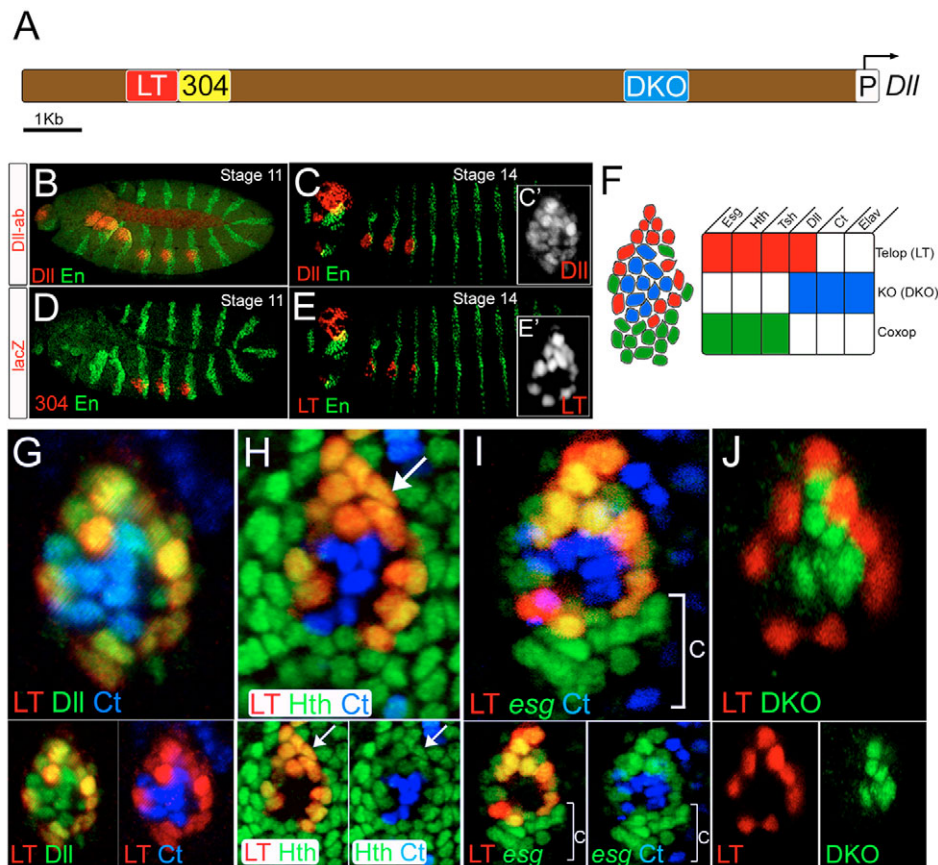 A
LT 304 DKO P Dll
1Kb
Dll-ab
B
Stage 11
Dll En
C
Stage 14
C'
Dll
Dll En
F
Esg Hth Tsh Dll Ct Elav
Telop (LT)
KO (DKO)
Coxop
lacZ
D
Stage 11
304 En
E
Stage 14
E'
LT
LT En
G
LT Dll Ct
H
LT Hth Ct
I
C
LT esg Ct
J
LT DKO
LT Dll
LT Ct
LT Hth
Hth Ct
C
LT esg
C
esg Ct
LT
DKO